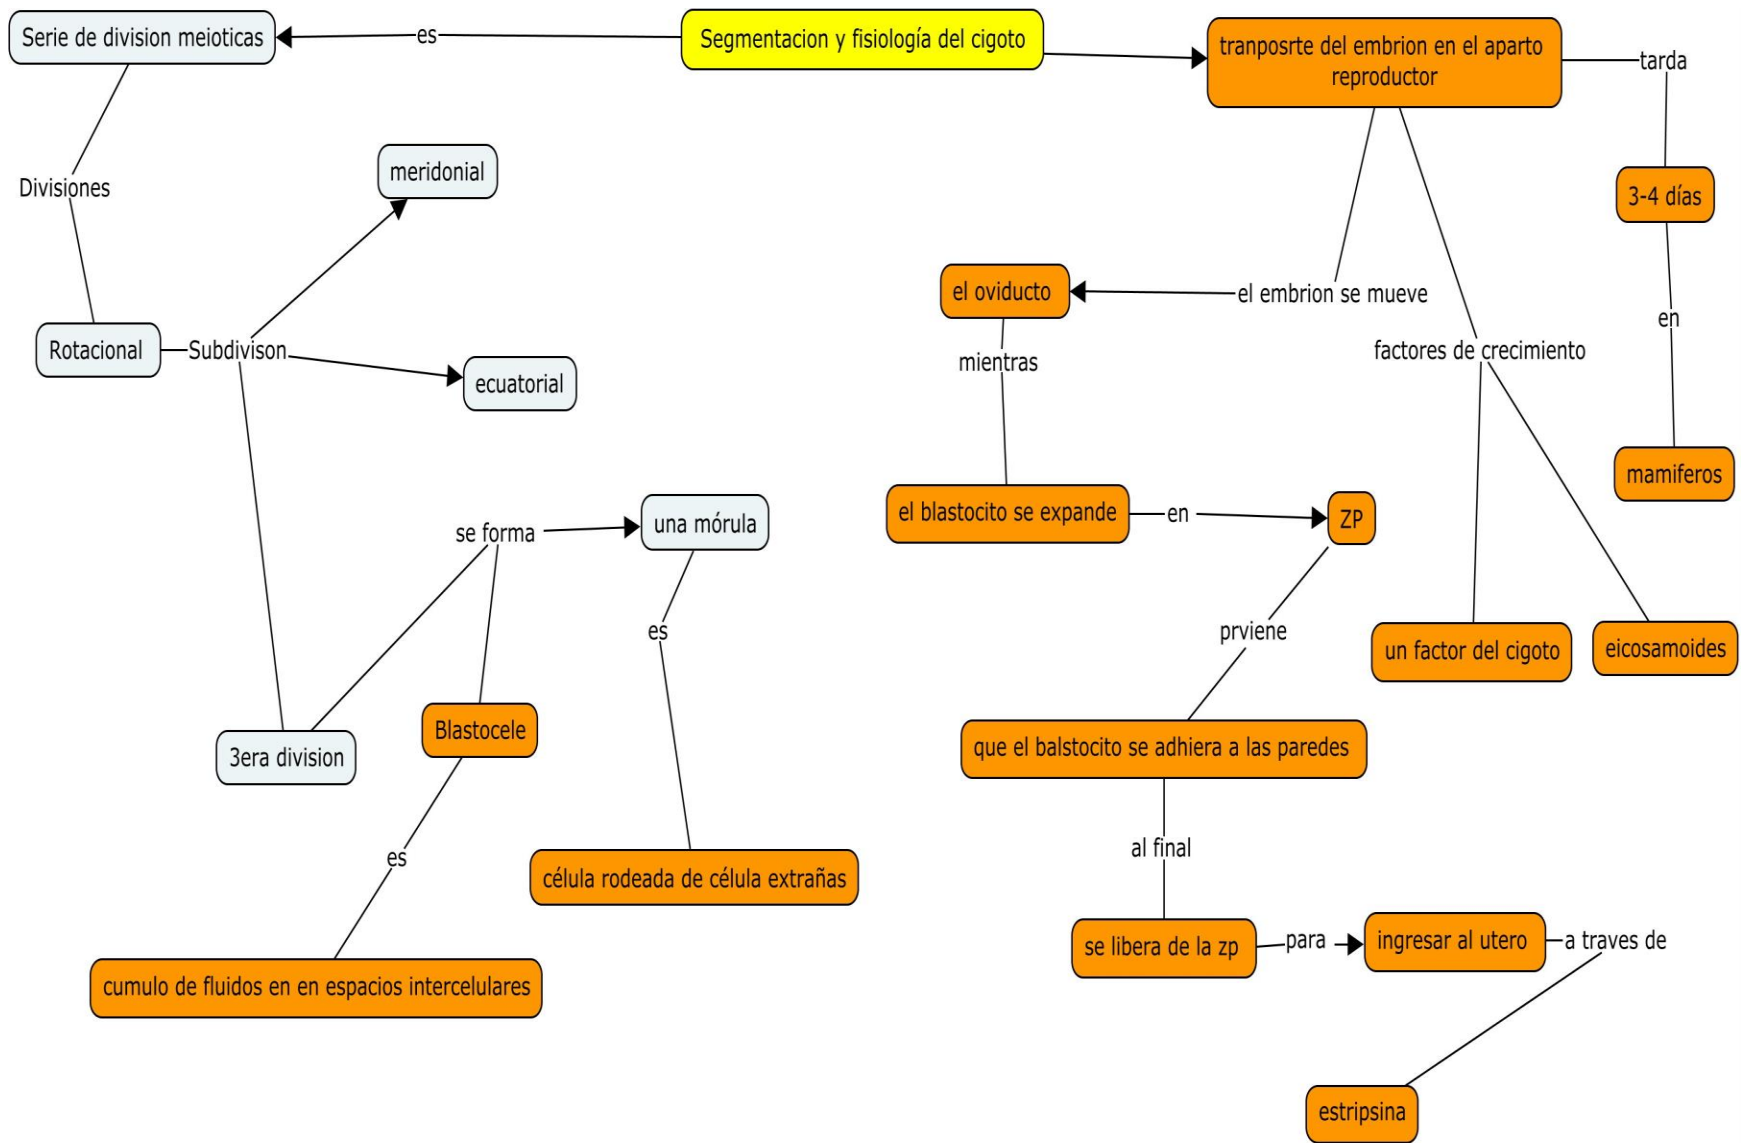 Serie de division meioticas
es
Segmentacion y fisiología del cigoto
tranposrte del embrion en el aparto
reproductor
tarda
Divisiones
meridonial
3-4 días
el oviducto
el embrion se mueve
en
Rotacional
Subdivison
ecuatorial
mientras
factores de crecimiento
mamiferos
se forma
una mórula
el blastocito se expande
en
ZP
es
prviene
un factor del cigoto
eicosamoides
3era division
Blastocele
que el balstocito se adhiera a las paredes
es
célula rodeada de célula extrañas
al final
cumulo de fluidos en en espacios intercelulares
se libera de la zp
para
ingresar al utero
a traves de
estripsina